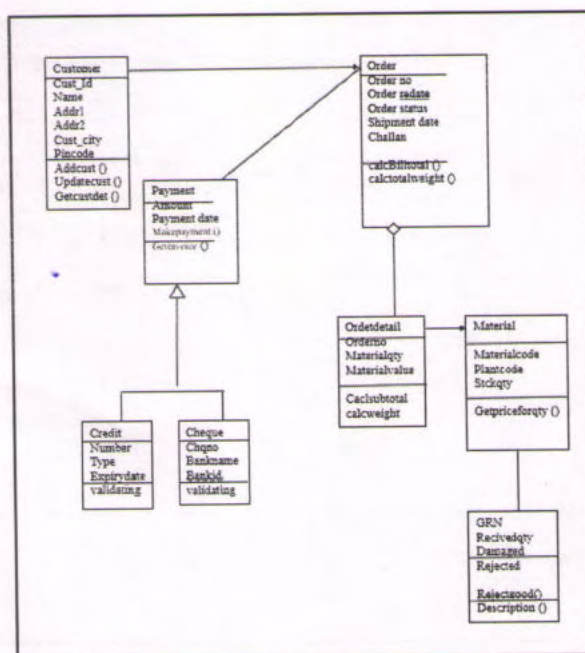 Customer
Cust_Id
Name
Addr1
Addr2
Cust_city
Pincode
Addcust ()
Updatecust ()
Getcustdet ()
Order
Order no
Order redate
Order status
Shipment date
Challan
calcBilltotal ()
calctotalweight ()
Payment
Amount
Payment date
Makepayment ()
Ordetdetail
Orderno
Materialqty
Materialvalue
Caclsubtotal
calcweight
Material
Materialcode
Plantcode
Stckqty
Getpriceforqty ()
Credit
Number
Type
Expirydate
validating
Cheque
Chqno
Bankname
Bankid
validating
GRN
Recivedqty
Damaged
Rejected
Description ()